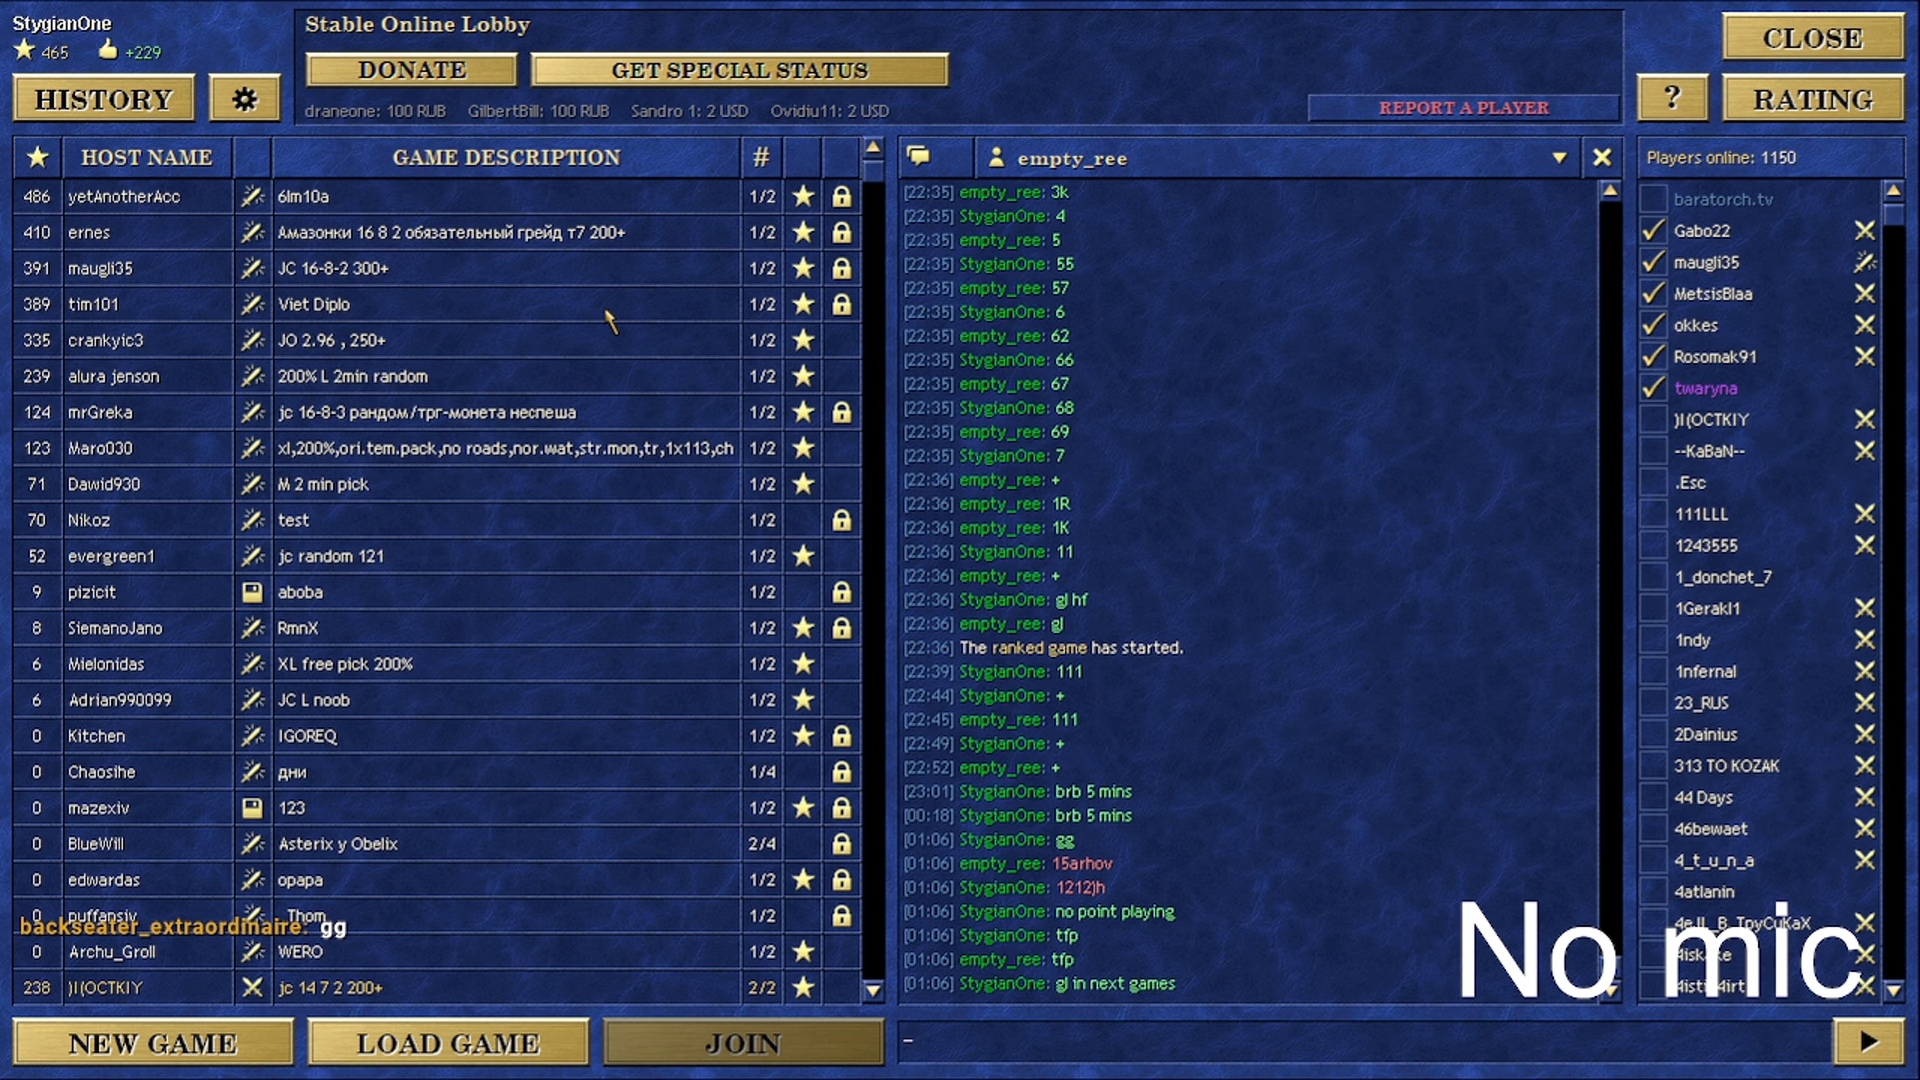 StygianOne
465 +229
HISTORY
Stable Online Lobby
DONATE GET SPECIAL STATUS
draneone: 100 RUB GilbertBill: 100 RUB Sandro 1: 2 USD Ovidiu11: 2 USD
REPORT A PLAYER
CLOSE
? RATING
HOST NAME GAME DESCRIPTION #
486 yetAnotherAcc 6lm10a 1/2
410 ernes Амазонки 16 8 2 обязательный грейд т7 200+ 1/2
391 maugli35 JC 16-8-2 300+ 1/2
389 tim101 Viet Diplo 1/2
335 crankyic3 JO 2.96 , 250+ 1/2
239 alura jenson 200% L 2min random 1/2
124 mrGreka jc 16-8-3 рандом/трг-монета неспеша 1/2
123 Maro030 xl,200%,ori.tem.pack,no roads,nor.wat,str.mon,tr,1x113,ch 1/2
71 Dawid930 M 2 min pick 1/2
70 Nikoz test 1/2
52 evergreen1 jc random 121 1/2
9 pizicit aboba 1/2
8 SiemanoJano RmnX 1/2
6 Mielonidas XL free pick 200% 1/2
6 Adrian990099 JC L noob 1/2
0 Kitchen IGOREQ 1/2
0 Chaosihe дни 1/4
0 mazexiv 123 1/2
0 BlueWill Asterix y Obelix 2/4
0 edwardas opapa 1/2
0 puffansiv Thom 1/2
backseater_extraordinaire: gg
0 Archu_Groll WERO 1/2
238 )I(OCTKIY jc 14 7 2 200+ 2/2
NEW GAME LOAD GAME JOIN
empty_ree
[22:35] empty_ree: 3k
[22:35] StygianOne: 4
[22:35] empty_ree: 5
[22:35] StygianOne: 55
[22:35] empty_ree: 57
[22:35] StygianOne: 6
[22:35] empty_ree: 62
[22:35] StygianOne: 66
[22:35] empty_ree: 67
[22:35] StygianOne: 68
[22:35] empty_ree: 69
[22:35] StygianOne: 7
[22:36] empty_ree: +
[22:36] empty_ree: 1R
[22:36] empty_ree: 1K
[22:36] StygianOne: 11
[22:36] empty_ree: +
[22:36] StygianOne: gl hf
[22:36] empty_ree: gl
[22:36] The ranked game has started.
[22:39] StygianOne: 111
[22:44] StygianOne: +
[22:45] empty_ree: 111
[22:49] StygianOne: +
[22:52] empty_ree: +
[23:01] StygianOne: brb 5 mins
[00:18] StygianOne: brb 5 mins
[01:06] StygianOne: gg
[01:06] empty_ree: 15arhov
[01:06] StygianOne: 1212jh
[01:06] StygianOne: no point playing
[01:06] StygianOne: tfp
[01:06] empty_ree: tfp
[01:06] StygianOne: gl in next games
Players online: 1150
baratorch.tv
Gabo22
maugli35
MetsisBlaa
okkes
Rosomak91
twaryna
)I(OCTKIY
--KaBaN--
.Esc
111LLL
1243555
1_donchet_7
1Gerakl1
1ndy
1nfernal
23_RUS
2Dainius
313 TO KOZAK
44 Days
46bewaet
4_t_u_n_a
4atlanin
No mic